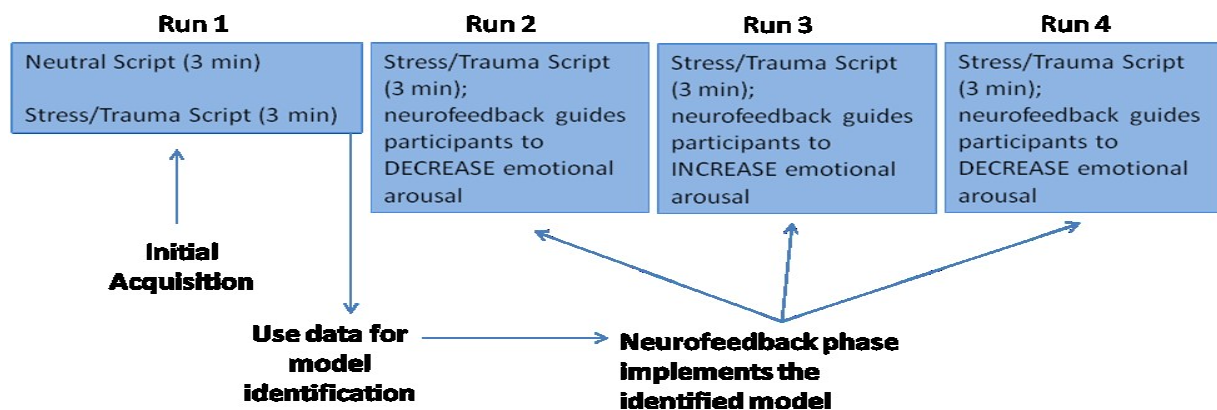 Run 1
Neutral Script (3 min)
Stress/Trauma Script (3 min)
Run 2
Stress/Trauma Script
(3 min);
neurofeedback guides
participants to
DECREASE emotional
arousal
Run 3
Stress/Trauma Script
(3 min);
neurofeedback guides
participants to
INCREASE emotional
arousal
Run 4
Stress/Trauma Script
(3 min);
neurofeedback guides
participants to
DECREASE emotional
arousal
Initial
Acquisition
Use data for
model
identification
Neurofeedback phase
implements the
identified model